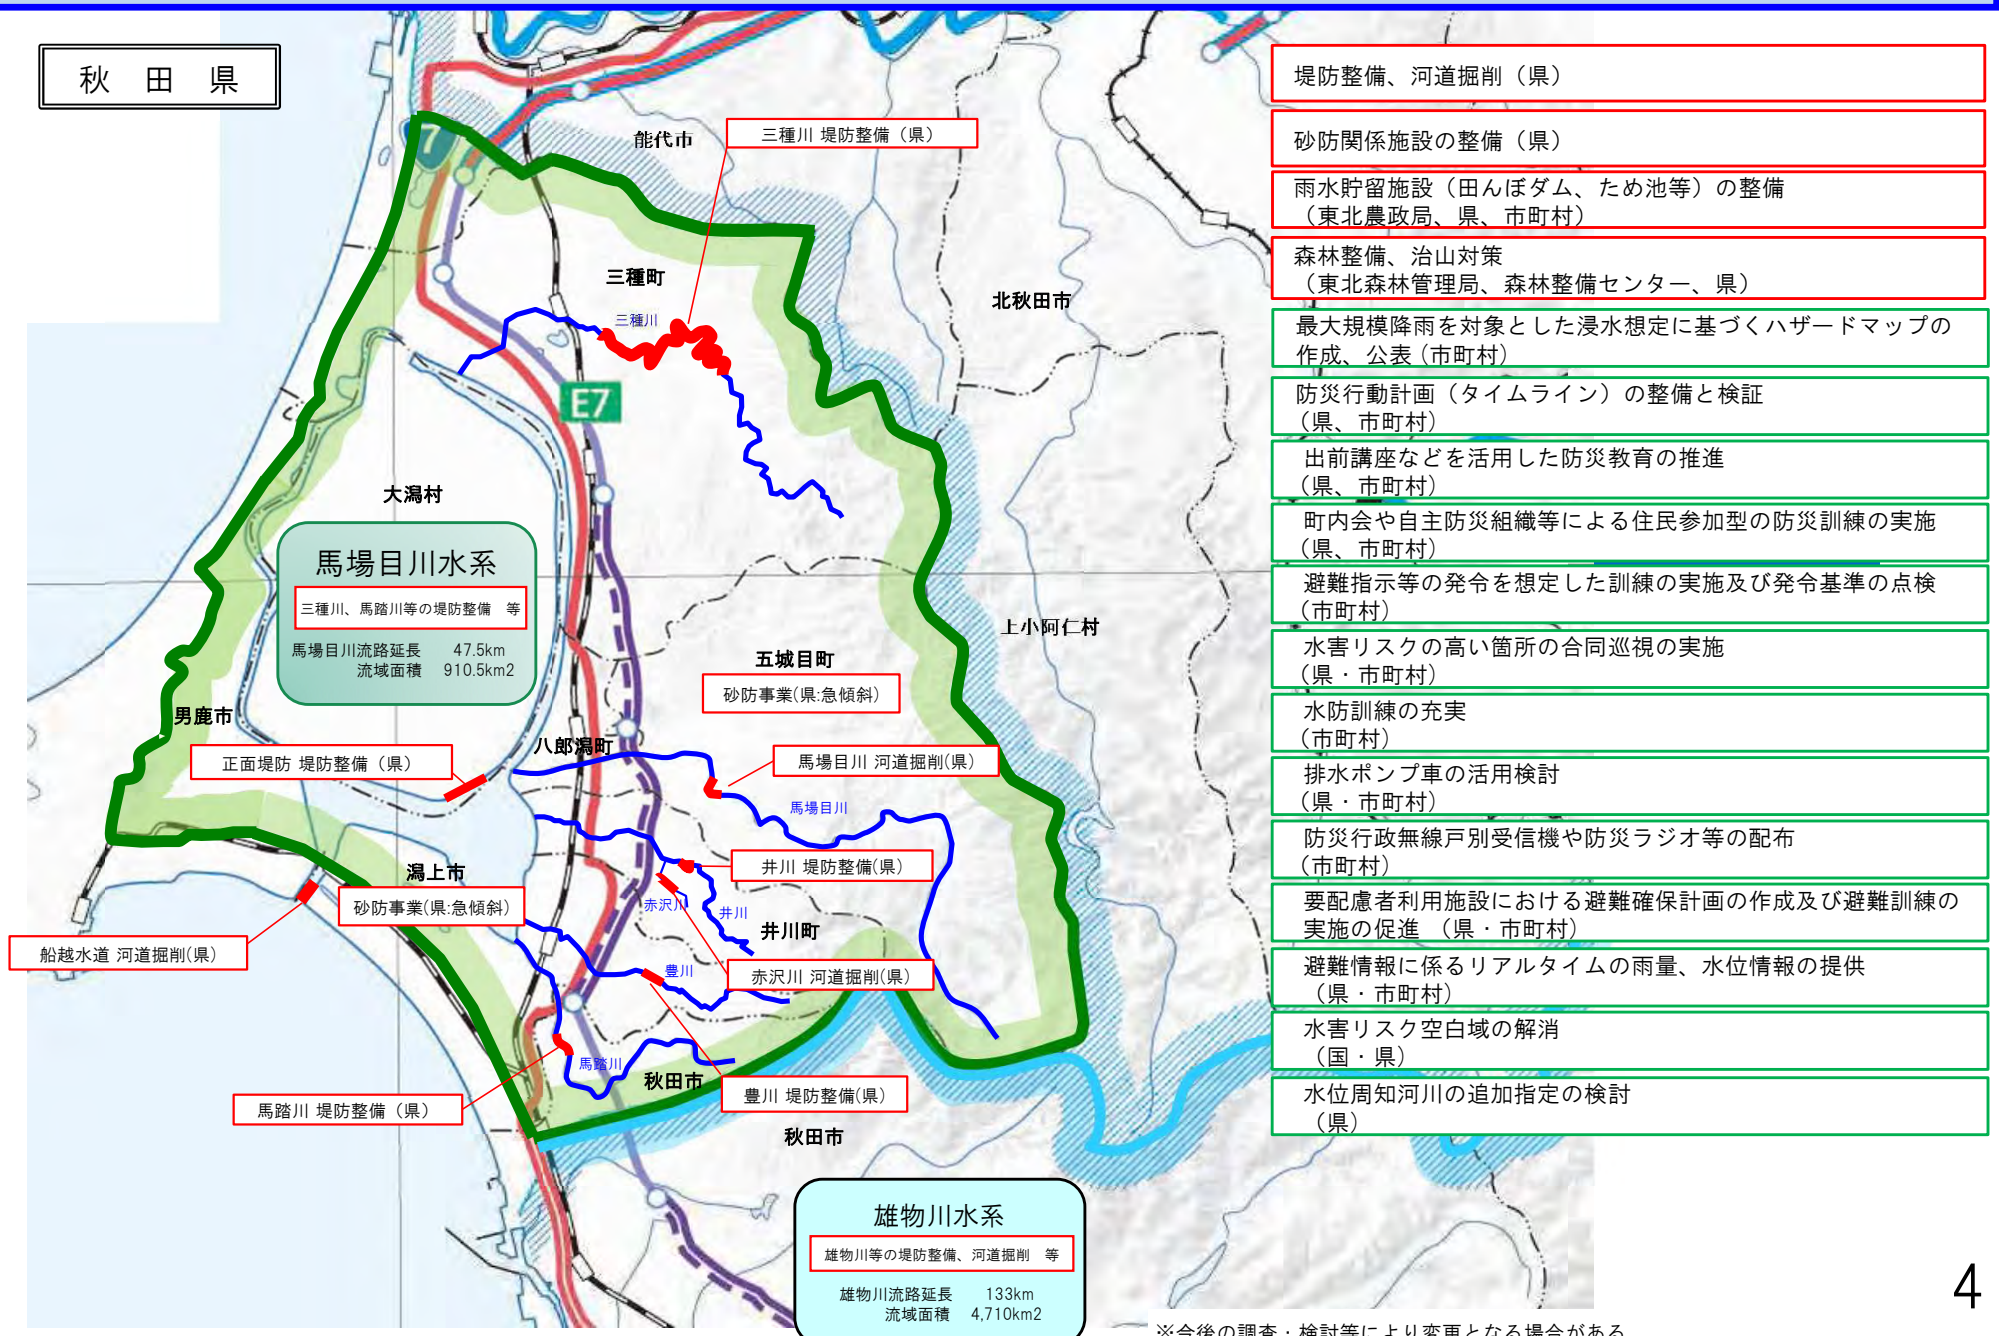 秋 田 県
能代市
三種川 堤防整備（県）
7
三種町
北秋田市
三種川
E7
大潟村
馬場目川水系
三種川、馬踏川等の堤防整備　等
馬場目川流路延長 47.5km
流域面積 910.5km2
上小阿仁村
五城目町
砂防事業(県:急傾斜)
男鹿市
八郎潟町
正面堤防 堤防整備（県）
馬場目川 河道掘削(県)
馬場目川
井川 堤防整備(県)
潟上市
砂防事業(県:急傾斜)
赤沢川
井川
井川町
船越水道 河道掘削(県)
豊川
赤沢川 河道掘削(県)
馬踏川
秋田市
豊川 堤防整備(県)
馬踏川 堤防整備（県）
秋田市
雄物川水系
雄物川等の堤防整備、河道掘削　等
雄物川流路延長 133km
流域面積 4,710km2
堤防整備、河道掘削（県）
砂防関係施設の整備（県）
雨水貯留施設（田んぼダム、ため池等）の整備
（東北農政局、県、市町村）
森林整備、治山対策
（東北森林管理局、森林整備センター、県）
最大規模降雨を対象とした浸水想定に基づくハザードマップの
作成、公表（市町村）
防災行動計画（タイムライン）の整備と検証
（県、市町村）
出前講座などを活用した防災教育の推進
（県、市町村）
町内会や自主防災組織等による住民参加型の防災訓練の実施
（県、市町村）
避難指示等の発令を想定した訓練の実施及び発令基準の点検
（市町村）
水害リスクの高い箇所の合同巡視の実施
（県・市町村）
水防訓練の充実
（市町村）
排水ポンプ車の活用検討
（県・市町村）
防災行政無線戸別受信機や防災ラジオ等の配布
（市町村）
要配慮者利用施設における避難確保計画の作成及び避難訓練の
実施の促進 （県・市町村）
避難情報に係るリアルタイムの雨量、水位情報の提供
（県・市町村）
水害リスク空白域の解消
（国・県）
水位周知河川の追加指定の検討
（県）
4
※今後の調査・検討等により変更となる場合がある